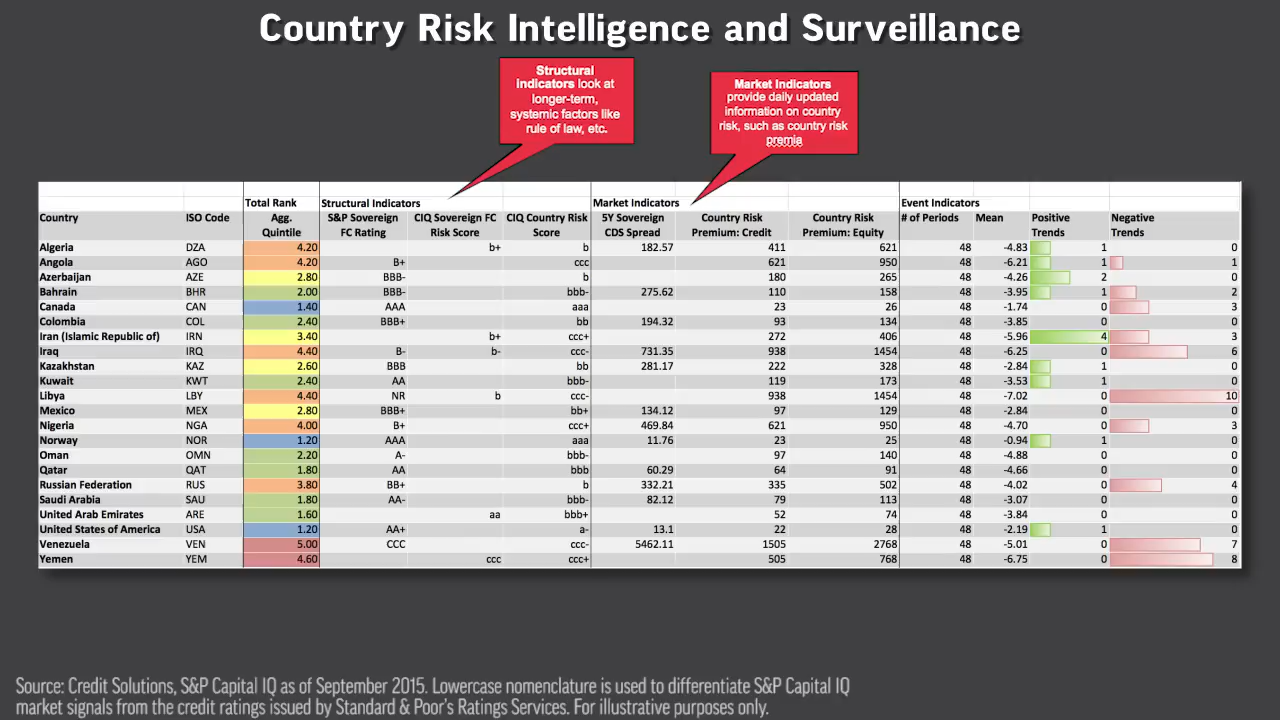 Country Risk Intelligence and Surveillance
Structural
Indicators look at
longer-term,
systemic factors like
rule of law, etc.
Market Indicators
provide daily updated
information on country
risk, such as country risk
premia
Total Rank Structural Indicators Market Indicators Event Indicators
Country ISO Code Agg. S&P Sovereign CIQ Sovereign FC CIQ Country Risk 5Y Sovereign Country Risk Country Risk # of Periods Mean Positive Negative
Quintile FC Rating Risk Score Score CDS Spread Premium: Credit Premium: Equity Trends Trends
Algeria DZA 4.20 b+ b 182.57 411 621 48 -4.83 1 0
Angola AGO 4.20 B+ ccc 621 950 48 -6.21 1 1
Azerbaijan AZE 2.80 BBB- b 180 265 48 -4.26 2 0
Bahrain BHR 2.00 BBB- bbb- 275.62 110 158 48 -3.95 1 2
Canada CAN 1.40 AAA aaa 23 26 48 -1.74 0 3
Colombia COL 2.40 BBB+ bb 194.32 93 134 48 -3.85 0 0
Iran (Islamic Republic of) IRN 3.40 b+ ccc+ 272 406 48 -5.96 4 3
Iraq IRQ 4.40 B- b- ccc- 731.35 938 1454 48 -6.25 0 6
Kazakhstan KAZ 2.60 BBB bb 281.17 222 328 48 -2.84 1 0
Kuwait KWT 2.40 AA bbb- 119 173 48 -3.53 1 0
Libya LBY 4.40 NR b ccc- 938 1454 48 -7.02 0 10
Mexico MEX 2.80 BBB+ bb+ 134.12 97 129 48 -2.84 0 0
Nigeria NGA 4.00 B+ ccc+ 469.84 621 950 48 -4.70 0 3
Norway NOR 1.20 AAA aaa 11.76 23 25 48 -0.94 1 0
Oman OMN 2.20 A- bbb- 97 140 48 -4.88 0 0
Qatar QAT 1.80 AA bbb 60.29 64 91 48 -4.66 0 0
Russian Federation RUS 3.80 BB+ b 332.21 335 502 48 -4.02 0 4
Saudi Arabia SAU 1.80 AA- bbb- 82.12 79 113 48 -3.07 0 0
United Arab Emirates ARE 1.60 aa bbb+ 52 74 48 -3.84 0 0
United States of America USA 1.20 AA+ a- 13.1 22 28 48 -2.19 1 0
Venezuela VEN 5.00 CCC ccc- 5462.11 1505 2768 48 -5.01 0 7
Yemen YEM 4.60 ccc ccc+ 505 768 48 -6.75 0 8
Source: Credit Solutions, S&P Capital IQ as of September 2015. Lowercase nomenclature is used to differentiate S&P Capital IQ
market signals from the credit ratings issued by Standard & Poor's Ratings Services. For illustrative purposes only.